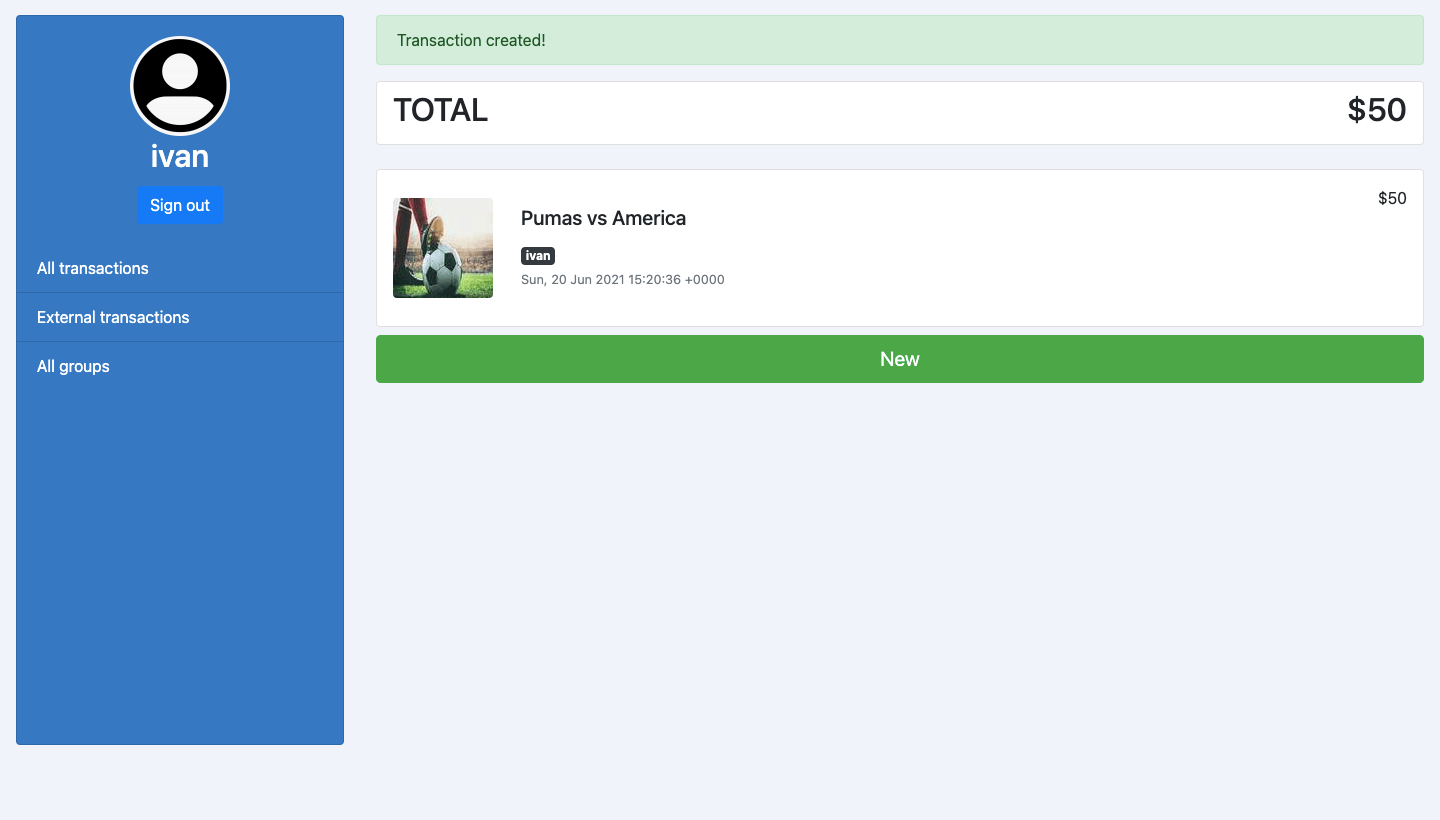 ivan
Sign out
All transactions
External transactions
All groups
Transaction created!
TOTAL $50
Pumas vs America $50
ivan
Sun, 20 Jun 2021 15:20:36 +0000
New